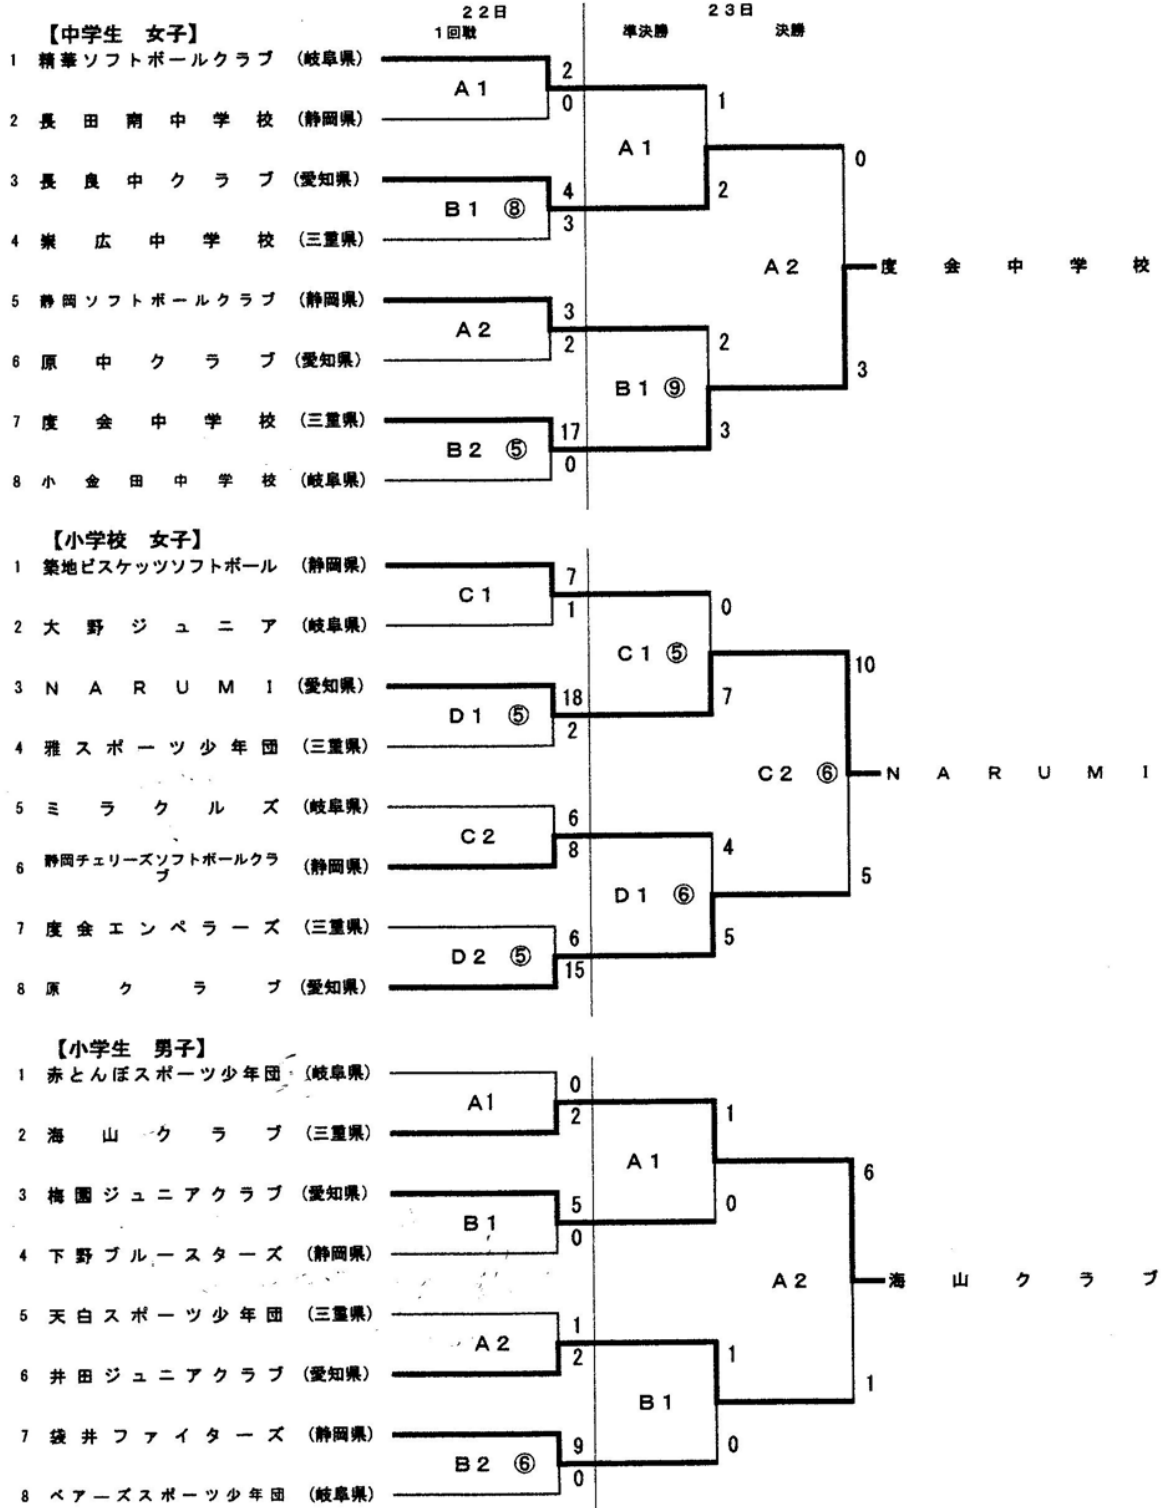 22日 23日
【中学生 女子】 1回戦 準決勝 決勝
1 精華ソフトボールクラブ (岐阜県)
2
A1
0
1
2 長田南中学校 (静岡県)
A1
0
3 長良中クラブ (愛知県)
4
2
B1 ⑧
3
4 崇広中学校 (三重県)
A2 度会中学校
5 静岡ソフトボールクラブ (静岡県)
3
A2
2
2
6 原中クラブ (愛知県)
3
B1 ⑨
7 度会中学校 (三重県)
17
3
B2 ⑤
0
8 小金田中学校 (岐阜県)
【小学校 女子】
1 築地ビスケッツソフトボール (静岡県)
7
C1
1
0
2 大野ジュニア (岐阜県)
C1 ⑤
10
3 NARUMI (愛知県)
18
7
D1 ⑤
2
4 雅スポーツ少年団 (三重県)
C2 ⑥ NARUMI
5 ミラクルズ (岐阜県)
6
C2
8
4
6 静岡チェリーズソフトボールクラ
ブ (静岡県)
5
D1 ⑥
7 度会エンペラーズ (三重県)
6
5
D2 ⑤
15
8 原クラブ (愛知県)
【小学生 男子】
1 赤とんぼスポーツ少年団 (岐阜県)
0
A1
2
1
2 海山クラブ (三重県)
A1
6
3 梅園ジュニアクラブ (愛知県)
5
0
B1
0
4 下野ブルースターズ (静岡県)
A2 海山クラブ
5 天白スポーツ少年団 (三重県)
1
A2
2
1
6 井田ジュニアクラブ (愛知県)
1
B1
7 袋井ファイターズ (静岡県)
9
0
B2 ⑥
0
8 ベアーズスポーツ少年団 (岐阜県)